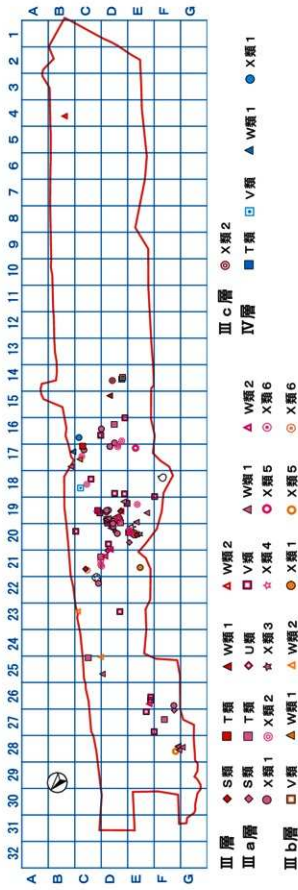 32 31 30 29 28 27 26 25 24 23 22 21 20 19 18 17 16 15 14 13 12 11 10 9 8 7 6 5 4 3 2 1
A A
B B
C C
D D
E E
F F
G G
Ⅲ層 S類 T類 W類1 W類2
Ⅲa層 S類 T類 U類 V類 W類1 W類2
X類1 X類2 X類3 X類4 X類5 X類6
Ⅲb層 V類 W類1 W類2 X類1 X類5 X類6
Ⅲc層 X類2
Ⅳ層 T類 V類 W類1 X類1